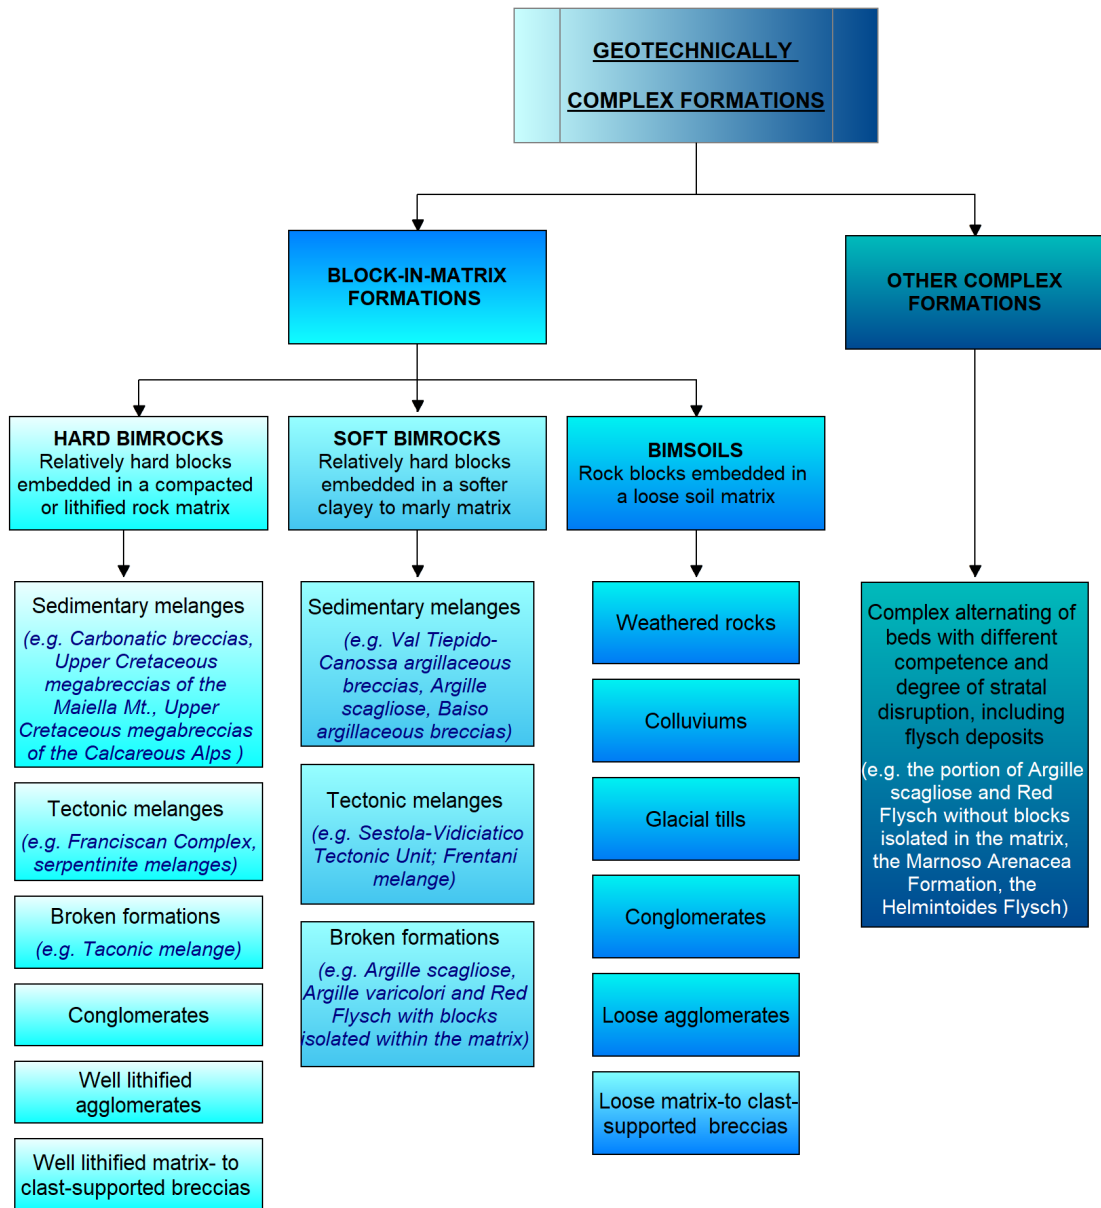 GEOTECHNICALLY
COMPLEX FORMATIONS
BLOCK-IN-MATRIX
FORMATIONS
OTHER COMPLEX
FORMATIONS
HARD BIMROCKS
Relatively hard blocks
embedded in a compacted
or lithified rock matrix
SOFT BIMROCKS
Relatively hard blocks
embedded in a softer
clayey to marly matrix
BIMSOILS
Rock blocks embedded in
a loose soil matrix
Sedimentary melanges
(e.g. Carbonatic breccias,
Upper Cretaceous
megabreccias of the
Maiella Mt., Upper
Cretaceous megabreccias
of the Calcareous Alps )
Tectonic melanges
(e.g. Franciscan Complex,
serpentinite melanges)
Broken formations
(e.g. Taconic melange)
Conglomerates
Well lithified
agglomerates
Well lithified matrix- to
clast-supported breccias
Sedimentary melanges
(e.g. Val Tiepido-
Canossa argillaceous
breccias, Argille
scagliose, Baiso
argillaceous breccias)
Tectonic melanges
(e.g. Sestola-Vidiciatico
Tectonic Unit; Frentani
melange)
Broken formations
(e.g. Argille scagliose,
Argille varicolori and Red
Flysch with blocks
isolated within the matrix)
Weathered rocks
Colluviums
Glacial tills
Conglomerates
Loose agglomerates
Loose matrix-to clast-
supported breccias
Complex alternating of
beds with different
competence and
degree of stratal
disruption, including
flysch deposits
(e.g. the portion of Argille
scagliose and Red
Flysch without blocks
isolated in the matrix,
the Marnoso Arenacea
Formation, the
Helmintoides Flysch)